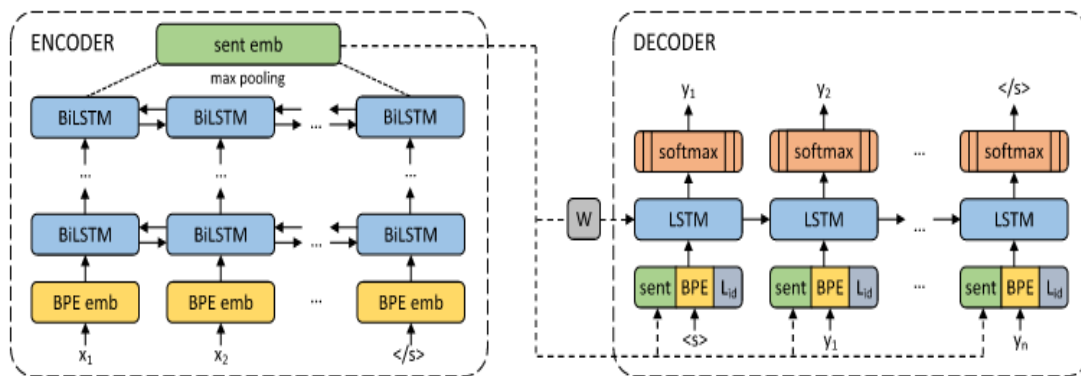 ENCODER
sent emb
max pooling
BiLSTM BiLSTM ... BiLSTM
... ... ...
BiLSTM BiLSTM ... BiLSTM
BPE emb BPE emb ... BPE emb
x1 x2 </s>
DECODER
y1 y2 </s>
softmax softmax ... softmax
W LSTM LSTM ... LSTM
sent BPE Lid sent BPE Lid ... sent BPE Lid
<s> y1 yn